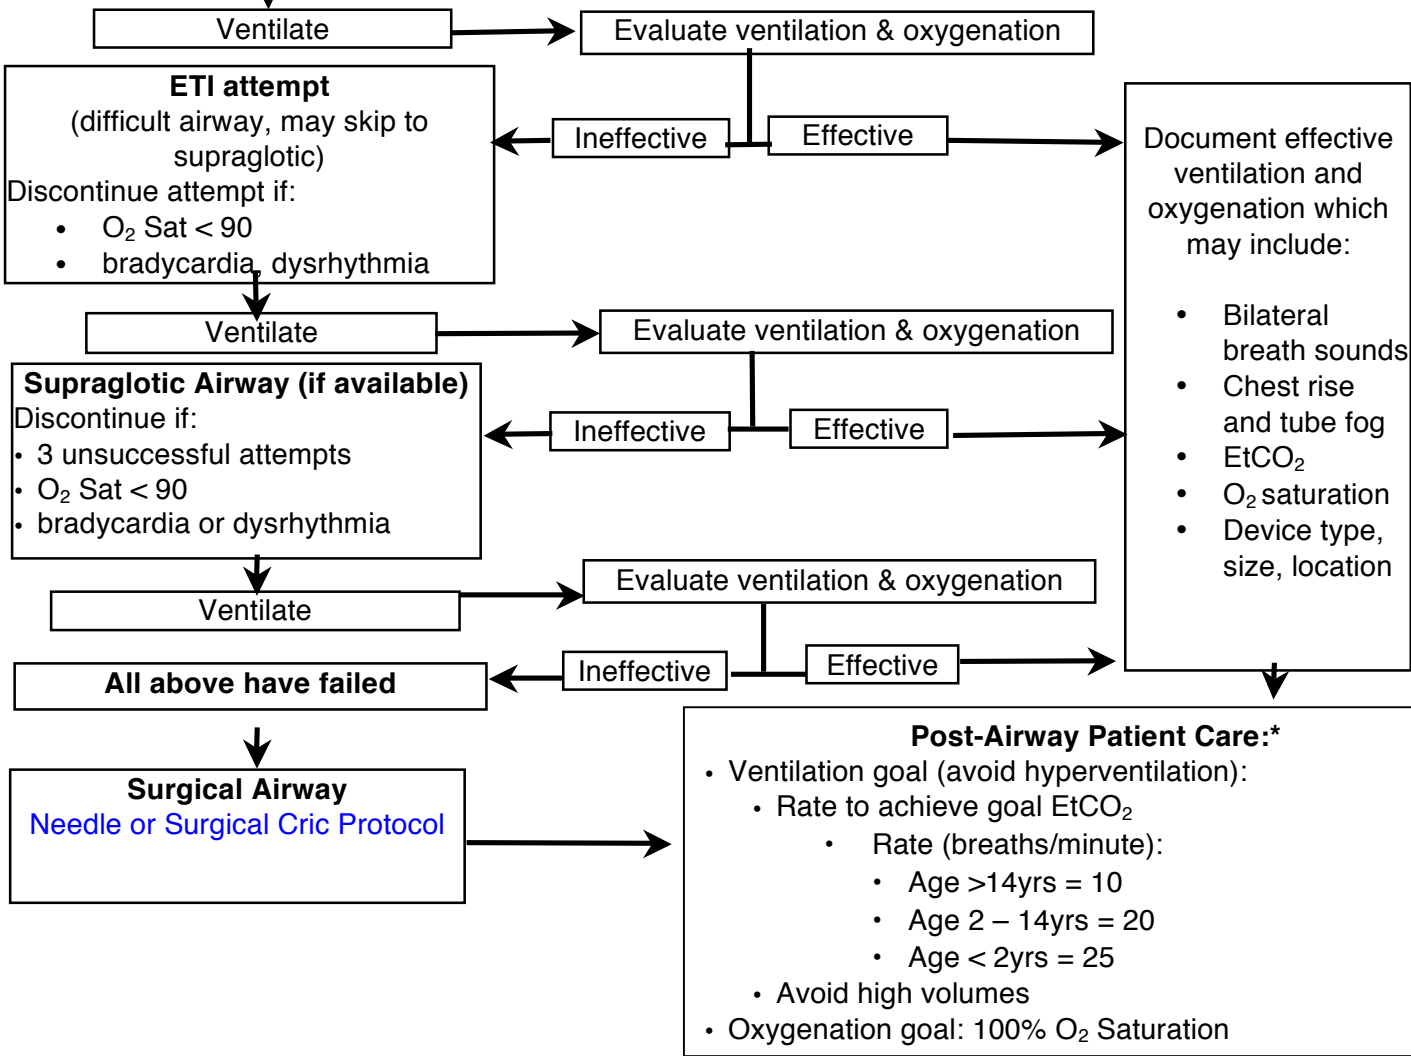 Ventilate
Evaluate ventilation & oxygenation
ETI attempt
(difficult airway, may skip to
supraglotic)
Discontinue attempt if:
• O₂ Sat < 90
• bradycardia, dysrhythmia
Ineffective
Effective
Document effective
ventilation and
oxygenation which
may include:
• Bilateral
breath sounds
• Chest rise
and tube fog
• EtCO₂
• O₂ saturation
• Device type,
size, location
Ventilate
Evaluate ventilation & oxygenation
Supraglotic Airway (if available)
Discontinue if:
• 3 unsuccessful attempts
• O₂ Sat < 90
• bradycardia or dysrhythmia
Ineffective
Effective
Ventilate
Evaluate ventilation & oxygenation
Ineffective
Effective
All above have failed
Surgical Airway
Needle or Surgical Cric Protocol
Post-Airway Patient Care:*
• Ventilation goal (avoid hyperventilation):
• Rate to achieve goal EtCO₂
• Rate (breaths/minute):
• Age >14yrs = 10
• Age 2 – 14yrs = 20
• Age < 2yrs = 25
• Avoid high volumes
• Oxygenation goal: 100% O₂ Saturation